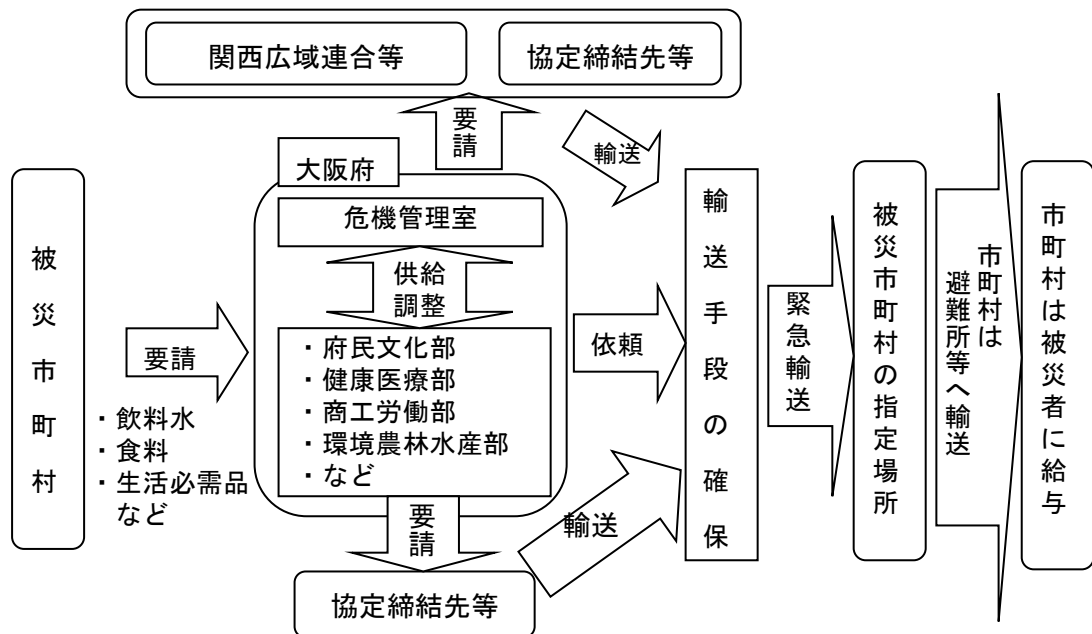 関西広域連合等
協定締結先等
要請
輸送
大阪府
危機管理室
供給
調整
・府民文化部
・健康医療部
・商工労働部
・環境農林水産部
・など
被災市町村
要請
・飲料水
・食料
・生活必需品
など
依頼
要請
輸送
協定締結先等
輸送手段の確保
緊急輸送
被災市町村の指定場所
市町村は
避難所等へ輸送
市町村は被災者に給与